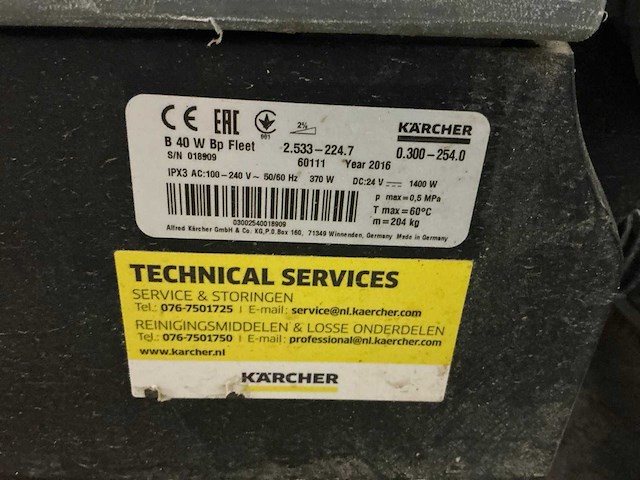 CE EAC 001 2% KÄRCHER
B 40 W Bp Fleet 2.533-224.7 0.300-254.0
S/N 018909 60111 Year 2016
IPX3 AC:100-240 V~ 50/60 Hz 370 W DC:24 V 1400 W
p max=0,5 MPa
T max=60°C
m=204 kg
03002540018909
Alfred Kärcher GmbH & Co. KG,P.O.Box 160, 71349 Winnenden, Germany Made in Germany
TECHNICAL SERVICES
SERVICE & STORINGEN
Tel.: 076-7501725 | E-mail: service@nl.kaercher.com
REINIGINGSMIDDELEN & LOSSE ONDERDELEN
Tel.: 076-7501750 | E-mail: professional@nl.kaercher.com
www.karcher.nl
KÄRCHER